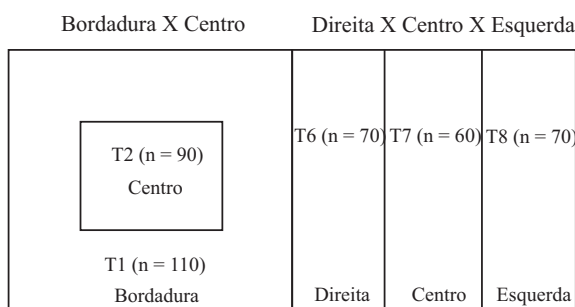 Bordadura X Centro
Direita X Centro X Esquerda
T2 (n = 90)
Centro
T1 (n = 110)
Bordadura
T6 (n = 70)
T7 (n = 60)
T8 (n = 70)
Direita
Centro
Esquerda